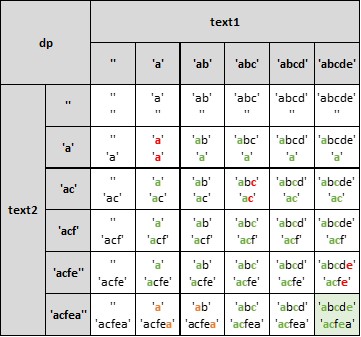 dp text1
'' 'a' 'ab' 'abc' 'abcd' 'abcde'
text2
'' '' 'a' 'ab' 'abc' 'abcd' 'abcde'
'' '' '' '' '' ''
'a' '' 'a' 'ab' 'abc' 'abcd' 'abcde'
'a' 'a' 'a' 'a' 'a' 'a'
'ac' '' 'a' 'ab' 'abc' 'abcd' 'abcde'
'ac' 'ac' 'ac' 'ac' 'ac' 'ac'
'acf' '' 'a' 'ab' 'abc' 'abcd' 'abcde'
'acf' 'acf' 'acf' 'acf' 'acf' 'acf'
'acfe'' '' 'a' 'ab' 'abc' 'abcd' 'abcde'
'acfe' 'acfe' 'acfe' 'acfe' 'acfe' 'acfe'
'acfea'' '' 'a' 'ab' 'abc' 'abcd' 'abcde'
'acfea' 'acfea' 'acfea' 'acfea' 'acfea' 'acfea'